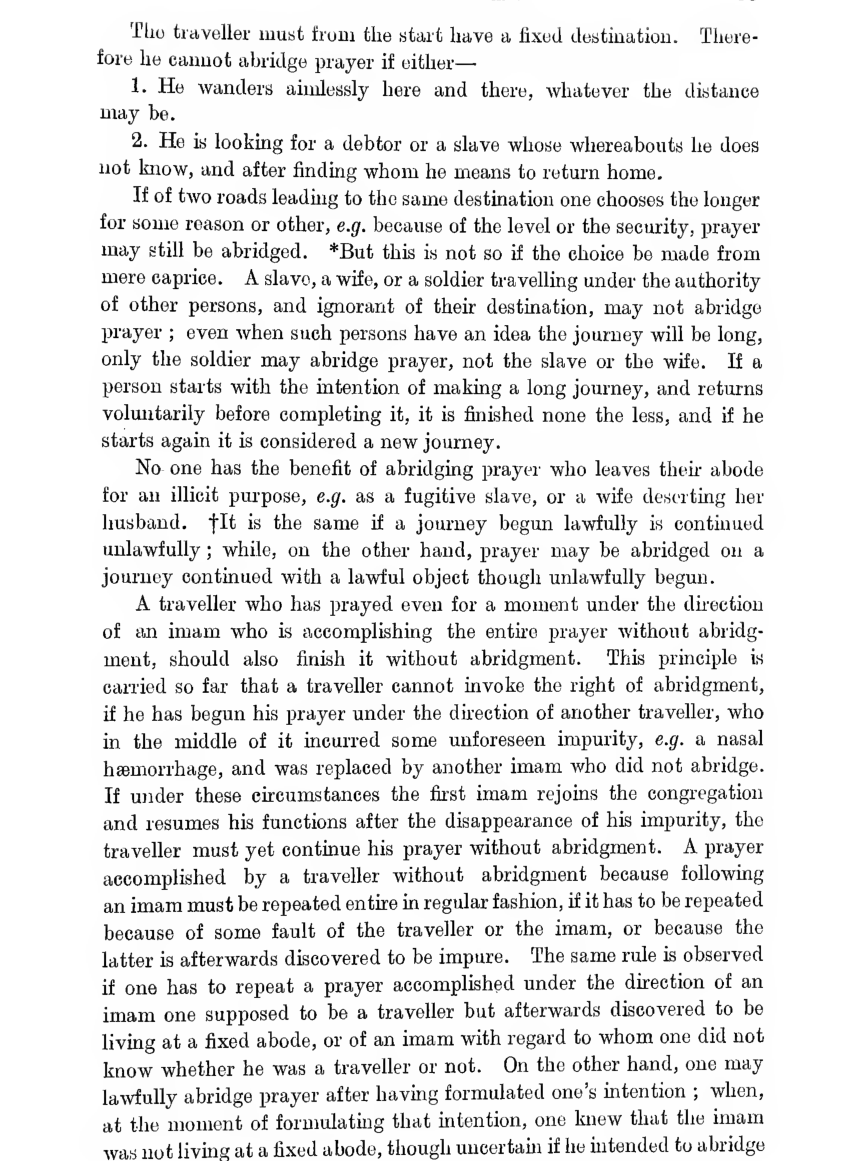 The traveller must from the start have a fixed destination. There-
fore he cannot abridge prayer if either—
1. He wanders aimlessly here and there, whatever the distance
may be.
2. He is looking for a debtor or a slave whose whereabouts he does
not know, and after finding whom he means to return home.
If of two roads leading to the same destination one chooses the longer
for some reason or other, e.g. because of the level or the security, prayer
may still be abridged. *But this is not so if the choice be made from
mere caprice. A slave, a wife, or a soldier travelling under the authority
of other persons, and ignorant of their destination, may not abridge
prayer ; even when such persons have an idea the journey will be long,
only the soldier may abridge prayer, not the slave or the wife. If a
person starts with the intention of making a long journey, and returns
voluntarily before completing it, it is finished none the less, and if he
starts again it is considered a new journey.
No one has the benefit of abridging prayer who leaves their abode
for an illicit purpose, e.g. as a fugitive slave, or a wife deserting her
husband. †It is the same if a journey begun lawfully is continued
unlawfully ; while, on the other hand, prayer may be abridged on a
journey continued with a lawful object though unlawfully begun.
A traveller who has prayed even for a moment under the direction
of an imam who is accomplishing the entire prayer without abridg-
ment, should also finish it without abridgment. This principle is
carried so far that a traveller cannot invoke the right of abridgment,
if he has begun his prayer under the direction of another traveller, who
in the middle of it incurred some unforeseen impurity, e.g. a nasal
hæmorrhage, and was replaced by another imam who did not abridge.
If under these circumstances the first imam rejoins the congregation
and resumes his functions after the disappearance of his impurity, the
traveller must yet continue his prayer without abridgment. A prayer
accomplished by a traveller without abridgment because following
an imam must be repeated entire in regular fashion, if it has to be repeated
because of some fault of the traveller or the imam, or because the
latter is afterwards discovered to be impure. The same rule is observed
if one has to repeat a prayer accomplished under the direction of an
imam one supposed to be a traveller but afterwards discovered to be
living at a fixed abode, or of an imam with regard to whom one did not
know whether he was a traveller or not. On the other hand, one may
lawfully abridge prayer after having formulated one's intention ; when,
at the moment of formulating that intention, one knew that the imam
was not living at a fixed abode, though uncertain if he intended to abridge